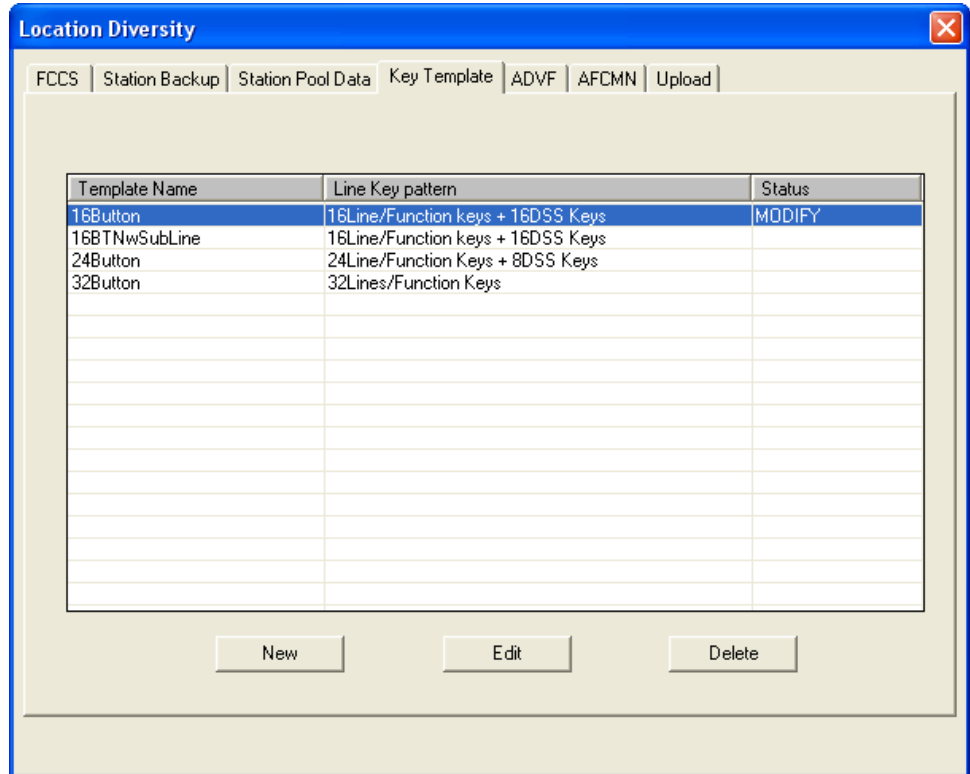 Location Diversity
FCCS Station Backup Station Pool Data Key Template ADVF AFCMN Upload
Template Name Line Key pattern Status
16Button 16Line/Function keys + 16DSS Keys MODIFY
16BTNwSubLine 16Line/Function keys + 16DSS Keys
24Button 24Line/Function Keys + 8DSS Keys
32Button 32Lines/Function Keys
New Edit Delete